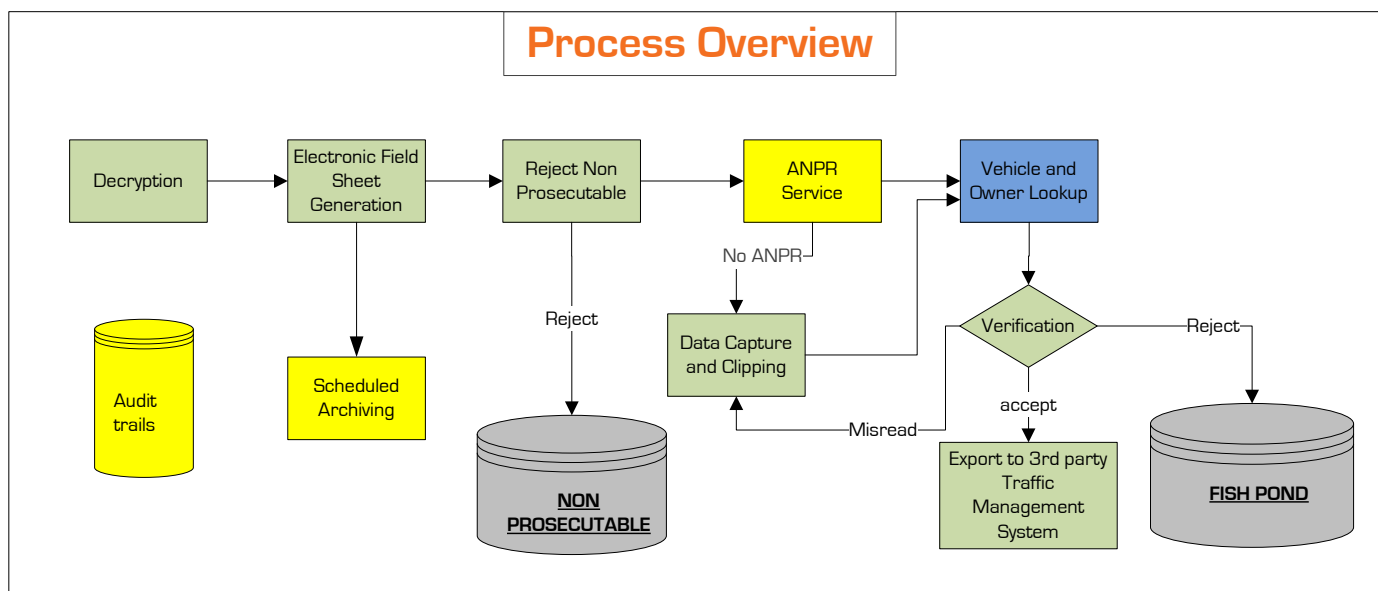 Process Overview
Decryption
Electronic Field
Sheet
Generation
Reject Non
Prosecutable
ANPR
Service
Vehicle and
Owner Lookup
No ANPR
Reject
Data Capture
and Clipping
Verification
Reject
Audit
trails
Scheduled
Archiving
accept
Misread
Export to 3rd party
Traffic
Management
System
NON
PROSECUTABLE
FISH POND